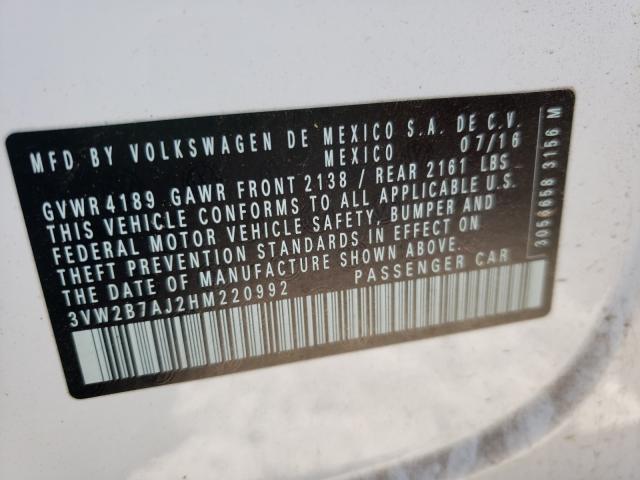 MFD BY VOLKSWAGEN DE MEXICO S.A. DE C.V.
MEXICO 07/16
GVWR 4189 GAWR FRONT 2138 / REAR 2161 LBS
THIS VEHICLE CONFORMS TO ALL APPLICABLE U.S.
FEDERAL MOTOR VEHICLE SAFETY, BUMPER AND
THEFT PREVENTION STANDARDS IN EFFECT ON
THE DATE OF MANUFACTURE SHOWN ABOVE.
3VW2B7AJ2HM220992 PASSENGER CAR
3056658 3156 M